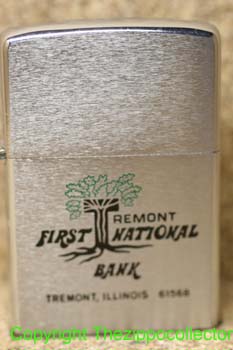 TREMONT
FIRST NATIONAL
BANK
TREMONT, ILLINOIS 61568
Copyright Thezippocollector